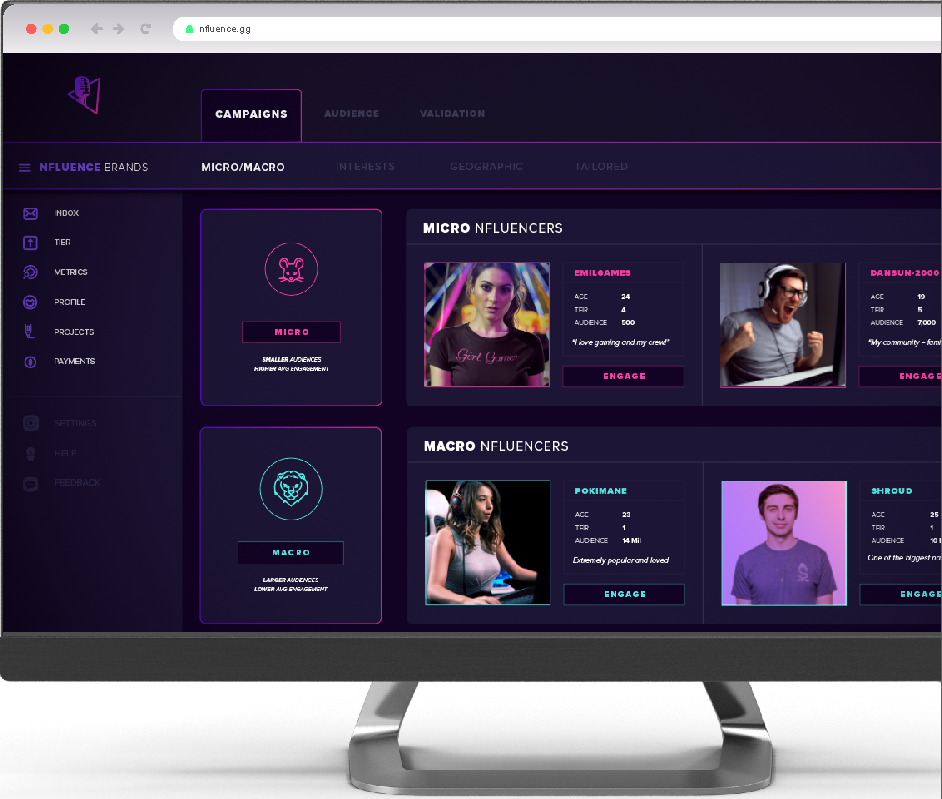 nfluence.gg
CAMPAIGNS
AUDIENCE
VALIDATION
NFLUENCE BRANDS
MICRO/MACRO
INTERESTS
GEOGRAPHIC
TAILORED
INBOX
TIER
METRICS
PROFILE
PROJECTS
PAYMENTS
SETTINGS
HELP
FEEDBACK
MICRO
SMALLER AUDIENCES
HIGHER AVG ENGAGEMENT
MICRO NFLUENCERS
Girl Gamer
EMILGAMES
AGE 24
TIER 4
AUDIENCE 500
"I love gaming and my crew!"
ENGAGE
DANSUN-2000
AGE 19
TIER 5
AUDIENCE 7,000
"My community – fami
ENGAGE
MACRO
LARGER AUDIENCES
LOWER AVG ENGAGEMENT
MACRO NFLUENCERS
POKIMANE
AGE 23
TIER 1
AUDIENCE 14 Mil
Extremely popular and loved
ENGAGE
SHROUD
AGE 25
TIER 1
AUDIENCE 10
One of the biggest
ENGAGE